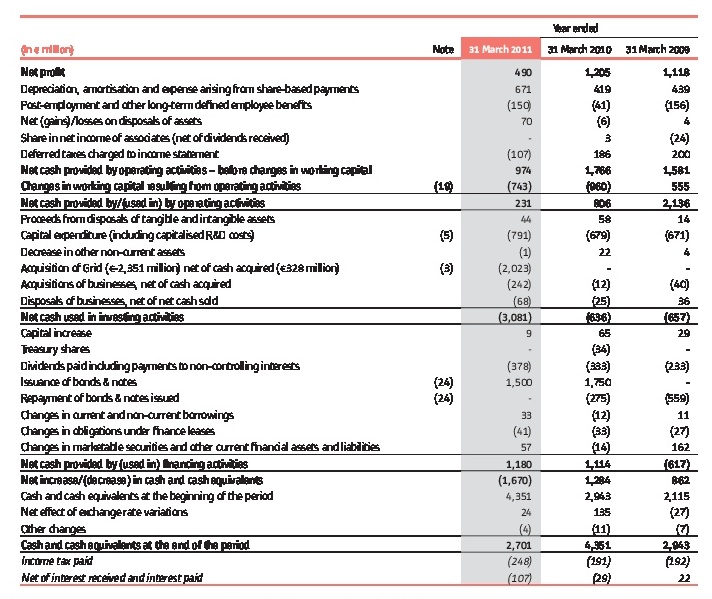 Year ended
(in € million) Note 31 March 2011 31 March 2010 31 March 2009
Net profit 490 1,205 1,118
Depreciation, amortisation and expense arising from share-based payments 671 419 439
Post-employment and other long-term defined employee benefits (150) (41) (156)
Net (gains)/losses on disposals of assets 70 (6) 4
Share in net income of associates (net of dividends received) - 3 (24)
Deferred taxes charged to income statement (107) 186 200
Net cash provided by operating activities – before changes in working capital 974 1,766 1,581
Changes in working capital resulting from operating activities (19) (743) (960) 555
Net cash provided by/(used in) by operating activities 231 806 2,136
Proceeds from disposals of tangible and intangible assets 44 58 14
Capital expenditure (including capitalised R&D costs) (5) (791) (679) (671)
Decrease in other non-current assets (1) 22 4
Acquisition of Grid (€-2,351 million) net of cash acquired (€328 million) (3) (2,023) - -
Acquisitions of businesses, net of cash acquired (242) (12) (40)
Disposals of businesses, net of net cash sold (68) (25) 36
Net cash used in investing activities (3,081) (636) (657)
Capital increase 9 65 29
Treasury shares - (34) -
Dividends paid including payments to non-controlling interests (378) (333) (233)
Issuance of bonds & notes (24) 1,500 1,750 -
Repayment of bonds & notes issued (24) - (275) (559)
Changes in current and non-current borrowings 33 (12) 11
Changes in obligations under finance leases (41) (33) (27)
Changes in marketable securities and other current financial assets and liabilities 57 (14) 162
Net cash provided by (used in) financing activities 1,180 1,114 (617)
Net increase/(decrease) in cash and cash equivalents (1,670) 1,284 862
Cash and cash equivalents at the beginning of the period 4,351 2,943 2,115
Net effect of exchange rate variations 24 135 (27)
Other changes (4) (11) (7)
Cash and cash equivalents at the end of the period 2,701 4,351 2,943
Income tax paid (248) (191) (192)
Net of interest received and interest paid (107) (29) 22